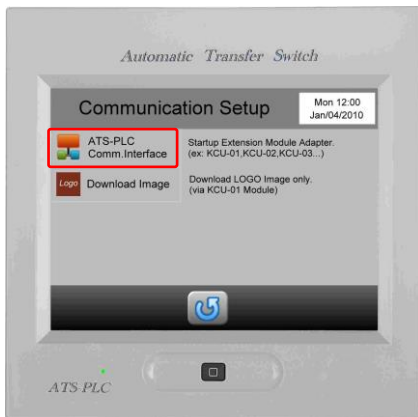 Automatic Transfer Switch
Communication Setup
Mon 12:00
Jan/04/2010
ATS-PLC
Comm.Interface
Startup Extension Module Adapter.
(ex: KCU-01,KCU-02,KCU-03...)
Logo
Download Image
Download LOGO Image only.
(via KCU-01 Module)
ATS-PLC